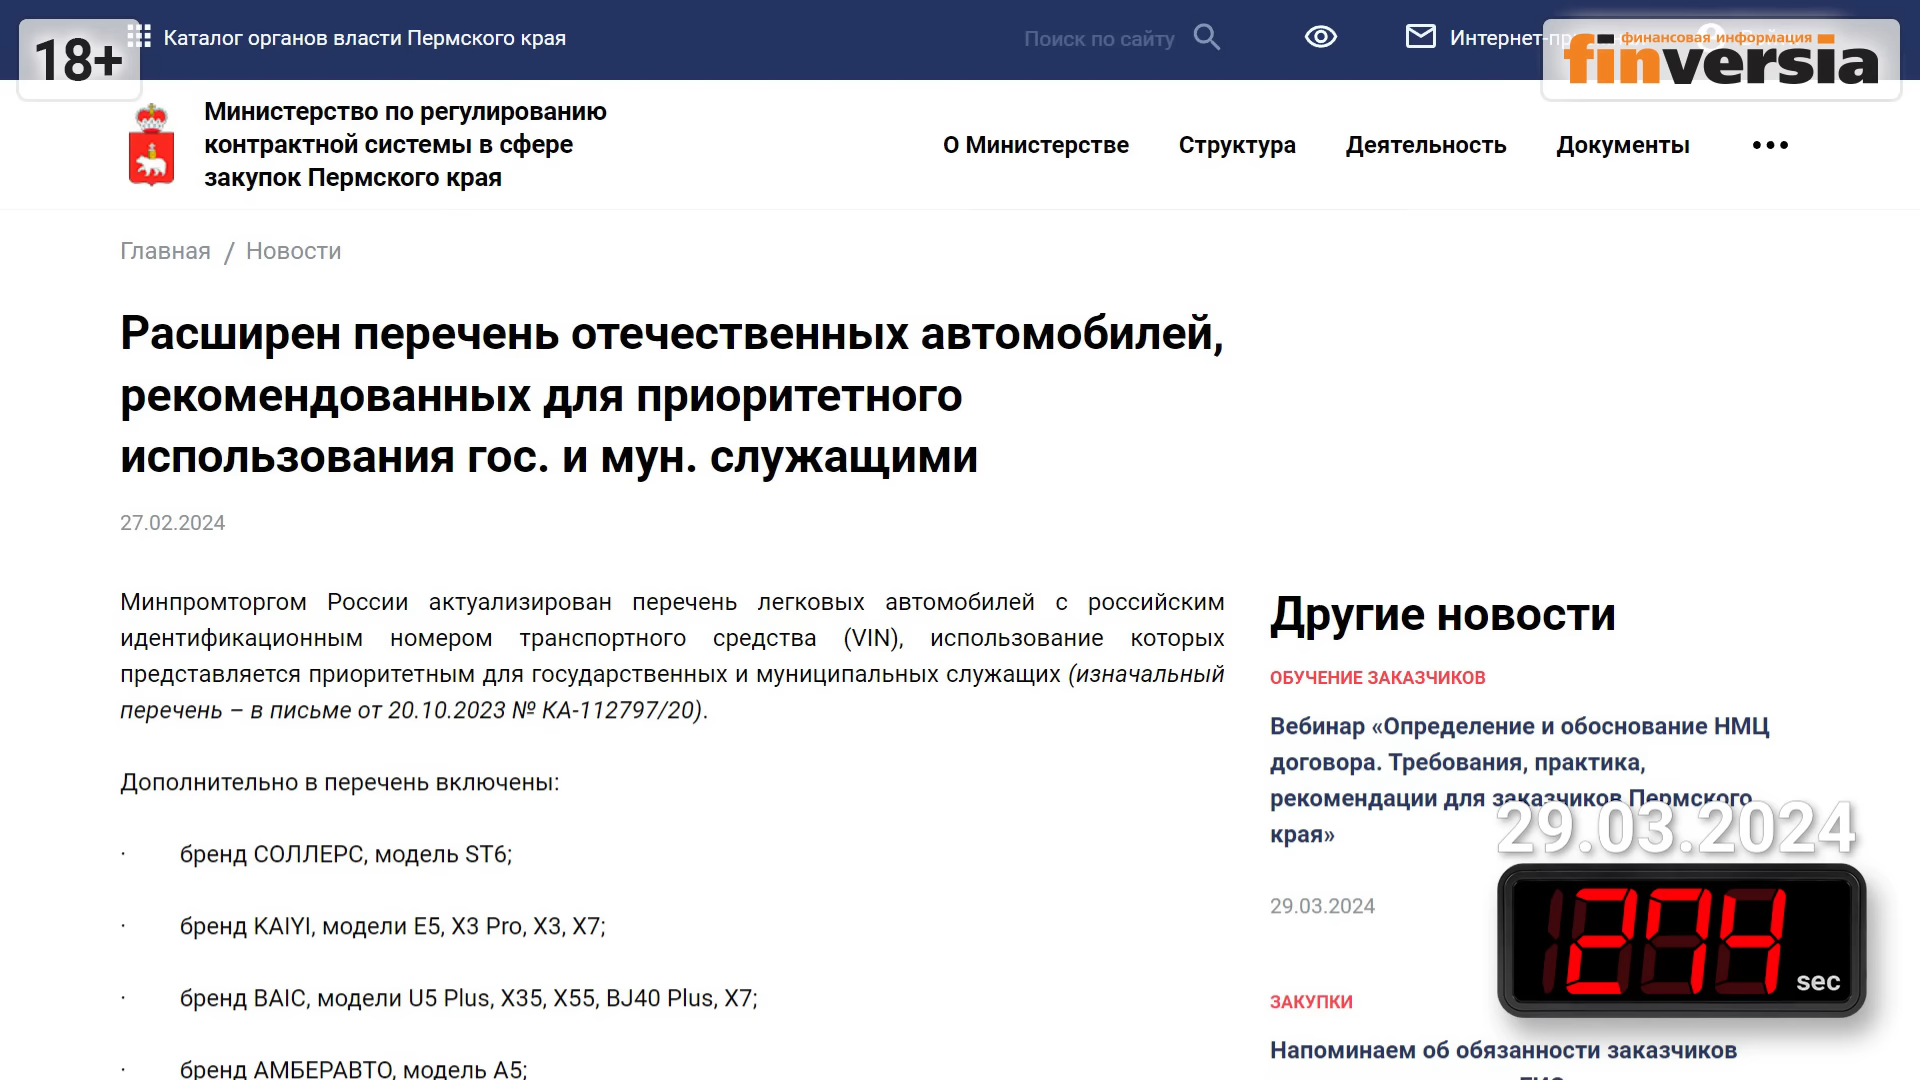 18+
Каталог органов власти Пермского края
Поиск по сайту
Интернет-
финансовая информация
finversia
Министерство по регулированию
контрактной системы в сфере
закупок Пермского края
О Министерстве
Структура
Деятельность
Документы
Главная / Новости
Расширен перечень отечественных автомобилей,
рекомендованных для приоритетного
использования гос. и мун. служащими
27.02.2024
Минпромторгом России актуализирован перечень легковых автомобилей с российским
идентификационным номером транспортного средства (VIN), использование которых
представляется приоритетным для государственных и муниципальных служащих (изначальный
перечень – в письме от 20.10.2023 № КА-112797/20).
Дополнительно в перечень включены:
· бренд СОЛЛЕРС, модель ST6;
· бренд KAIYI, модели E5, X3 Pro, X3, X7;
· бренд BAIC, модели U5 Plus, X35, X55, BJ40 Plus, X7;
· бренд АМБЕРАВТО, модель А5;
Другие новости
ОБУЧЕНИЕ ЗАКАЗЧИКОВ
Вебинар «Определение и обоснование НМЦ
договора. Требования, практика,
рекомендации для заказчиков Пермского
края»
29.03.2024
ЗАКУПКИ
Напоминаем об обязанности заказчиков
29.03.2024
274 sec